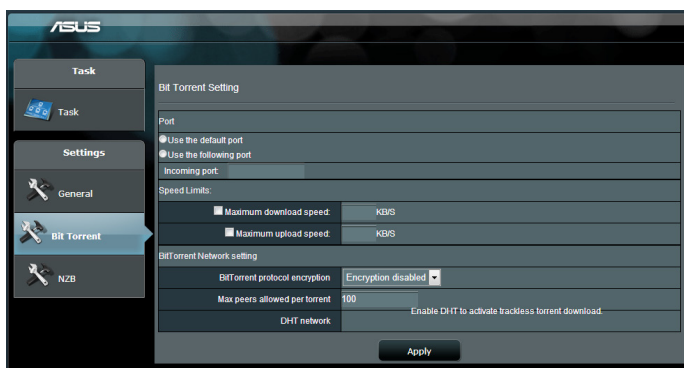 ASUS
Task
Task
Settings
General
Bit Torrent
NZB
Bit Torrent Setting
Port
Use the default port
Use the following port
Incoming port:
Speed Limits:
Maximum download speed: KB/S
Maximum upload speed: KB/S
BitTorrent Network setting
BitTorrent protocol encryption Encryption disabled
Max peers allowed per torrent 100
Enable DHT to activate trackless torrent download.
DHT network
Apply